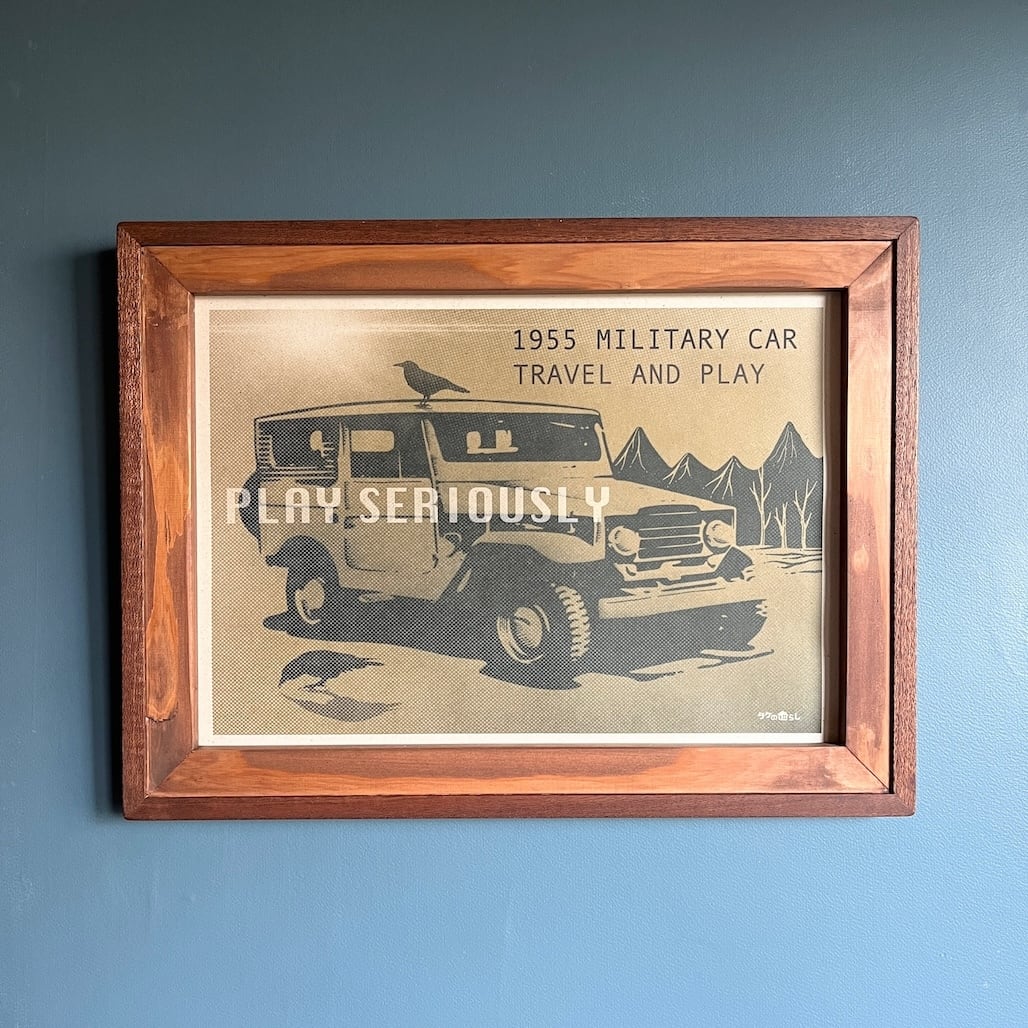 1955 MILITARY CAR
TRAVEL AND PLAY
PLAY SERIOUSLY